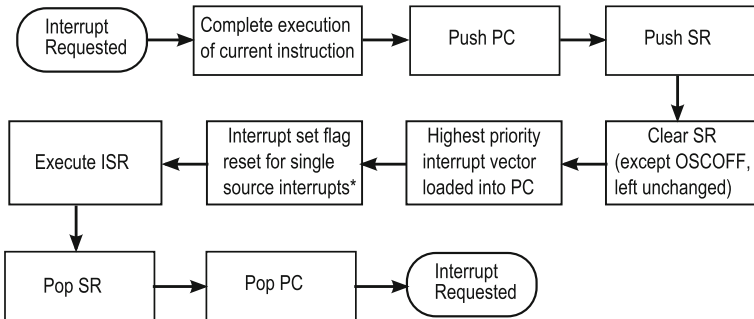 Interrupt
Requested
Complete execution
of current instruction
Push PC
Push SR
Clear SR
(except OSCOFF,
left unchanged)
Highest priority
interrupt vector
loaded into PC
Interrupt set flag
reset for single
source interrupts*
Execute ISR
Pop SR
Pop PC
Interrupt
Requested